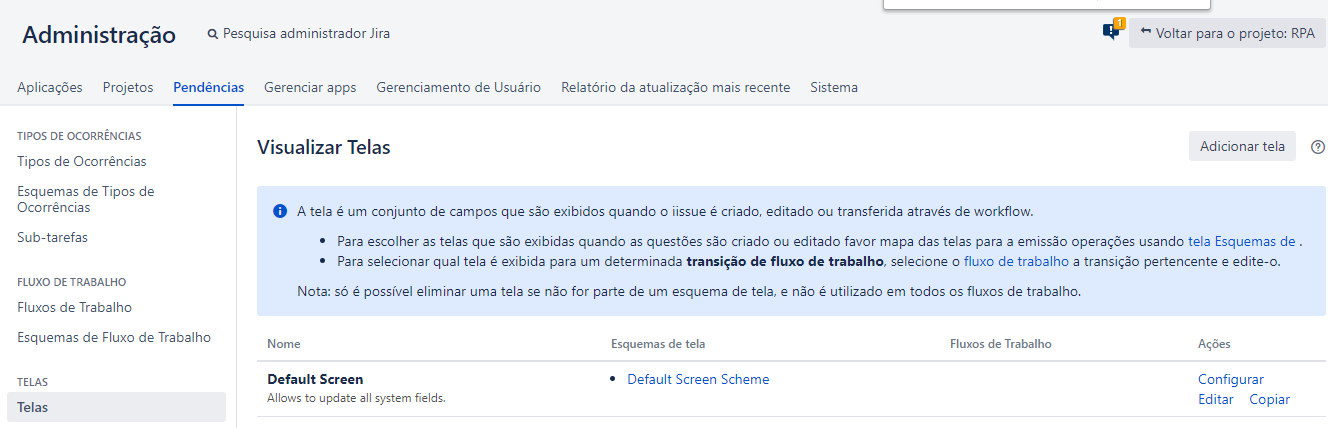 Administração
Pesquisa administrador Jira
1
Voltar para o projeto: RPA
Aplicações Projetos Pendências Gerenciar apps Gerenciamento de Usuário Relatório da atualização mais recente Sistema
TIPOS DE OCORRÊNCIAS
Tipos de Ocorrências
Esquemas de Tipos de
Ocorrências
Sub-tarefas
FLUXO DE TRABALHO
Fluxos de Trabalho
Esquemas de Fluxo de Trabalho
TELAS
Telas
Visualizar Telas
Adicionar tela
A tela é um conjunto de campos que são exibidos quando o iissue é criado, editado ou transferida através de workflow.
• Para escolher as telas que são exibidas quando as questões são criado ou editado favor mapa das telas para a emissão operações usando tela Esquemas de .
• Para selecionar qual tela é exibida para um determinada transição de fluxo de trabalho, selecione o fluxo de trabalho a transição pertencente e edite-o.
Nota: só é possível eliminar uma tela se não for parte de um esquema de tela, e não é utilizado em todos os fluxos de trabalho.
Nome Esquemas de tela Fluxos de Trabalho Ações
Default Screen • Default Screen Scheme Configurar
Allows to update all system fields. Editar Copiar